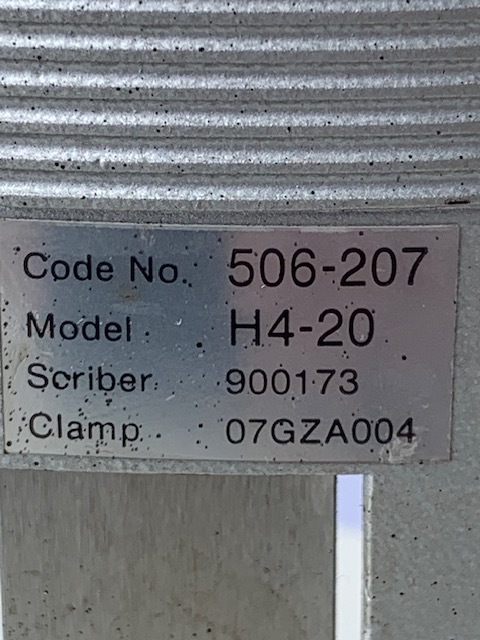 Code No. 506-207
Model H4-20
Scriber 900173
Clamp 07GZA004